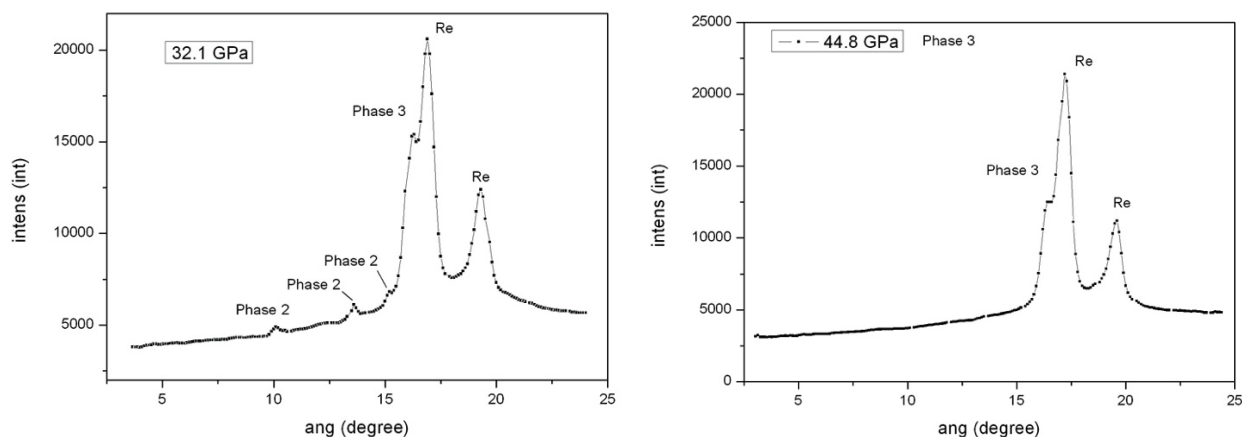 32.1 GPa
Re
Phase 3
Re
Phase 2
Phase 2
Phase 2
20000
15000
10000
5000
intens (int)
5
10
15
20
25
ang (degree)
44.8 GPa
Phase 3
Re
Phase 3
Re
25000
20000
15000
10000
5000
0
intens (int)
5
10
15
20
25
ang (degree)